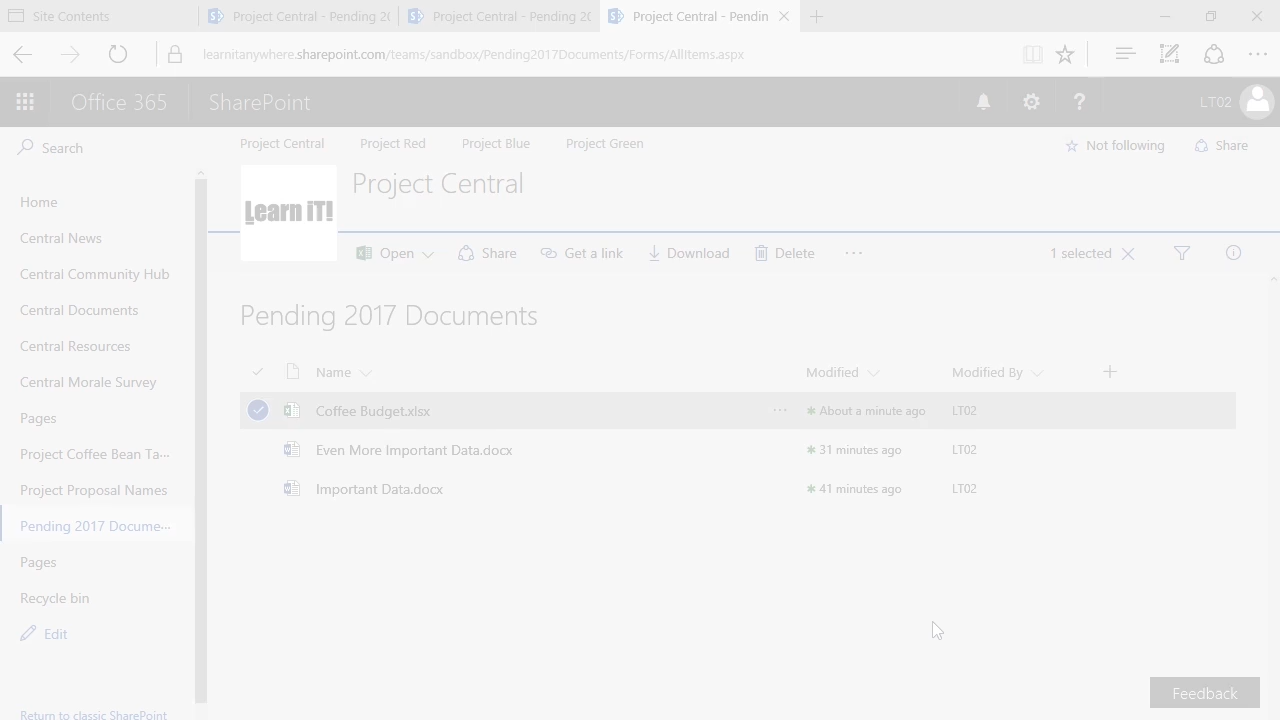 Site Contents
Project Central - Pending 20
Project Central - Pending 20
Project Central - Pendin
learnitanywhere.sharepoint.com/teams/sandbox/Pending2017Documents/Forms/AllItems.aspx
Office 365
SharePoint
LT02
Search
Project Central
Project Red
Project Blue
Project Green
Not following
Share
Learn iT!
Project Central
Open
Share
Get a link
Download
Delete
1 selected
Home
Central News
Central Community Hub
Central Documents
Central Resources
Central Morale Survey
Pages
Project Coffee Bean Ta...
Project Proposal Names
Pending 2017 Docume...
Pages
Recycle bin
Edit
Return to classic SharePoint
Pending 2017 Documents
Name
Modified
Modified By
Coffee Budget.xlsx
About a minute ago
LT02
Even More Important Data.docx
31 minutes ago
LT02
Important Data.docx
41 minutes ago
LT02
Feedback